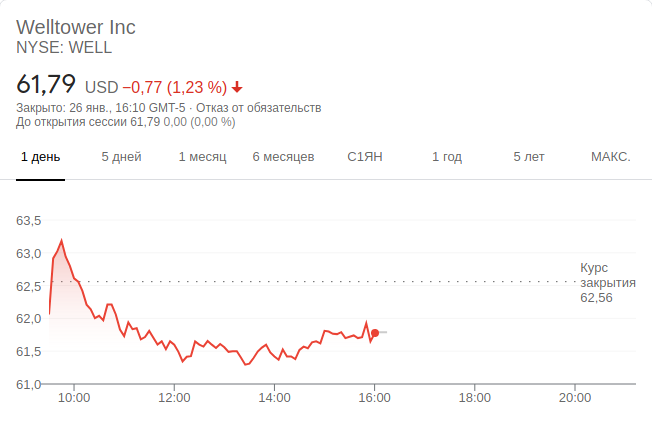 Welltower Inc
NYSE: WELL
61,79 USD −0,77 (1,23 %)
Закрыто: 26 янв., 16:10 GMT-5 · Отказ от обязательств
До открытия сессии 61,79 0,00 (0,00 %)
1 день 5 дней 1 месяц 6 месяцев С1ЯН 1 год 5 лет МАКС.
63,5
63,0
Курс
62,5 закрытия
62,56
62,0
61,5
61,0
10:00 12:00 14:00 16:00 18:00 20:00